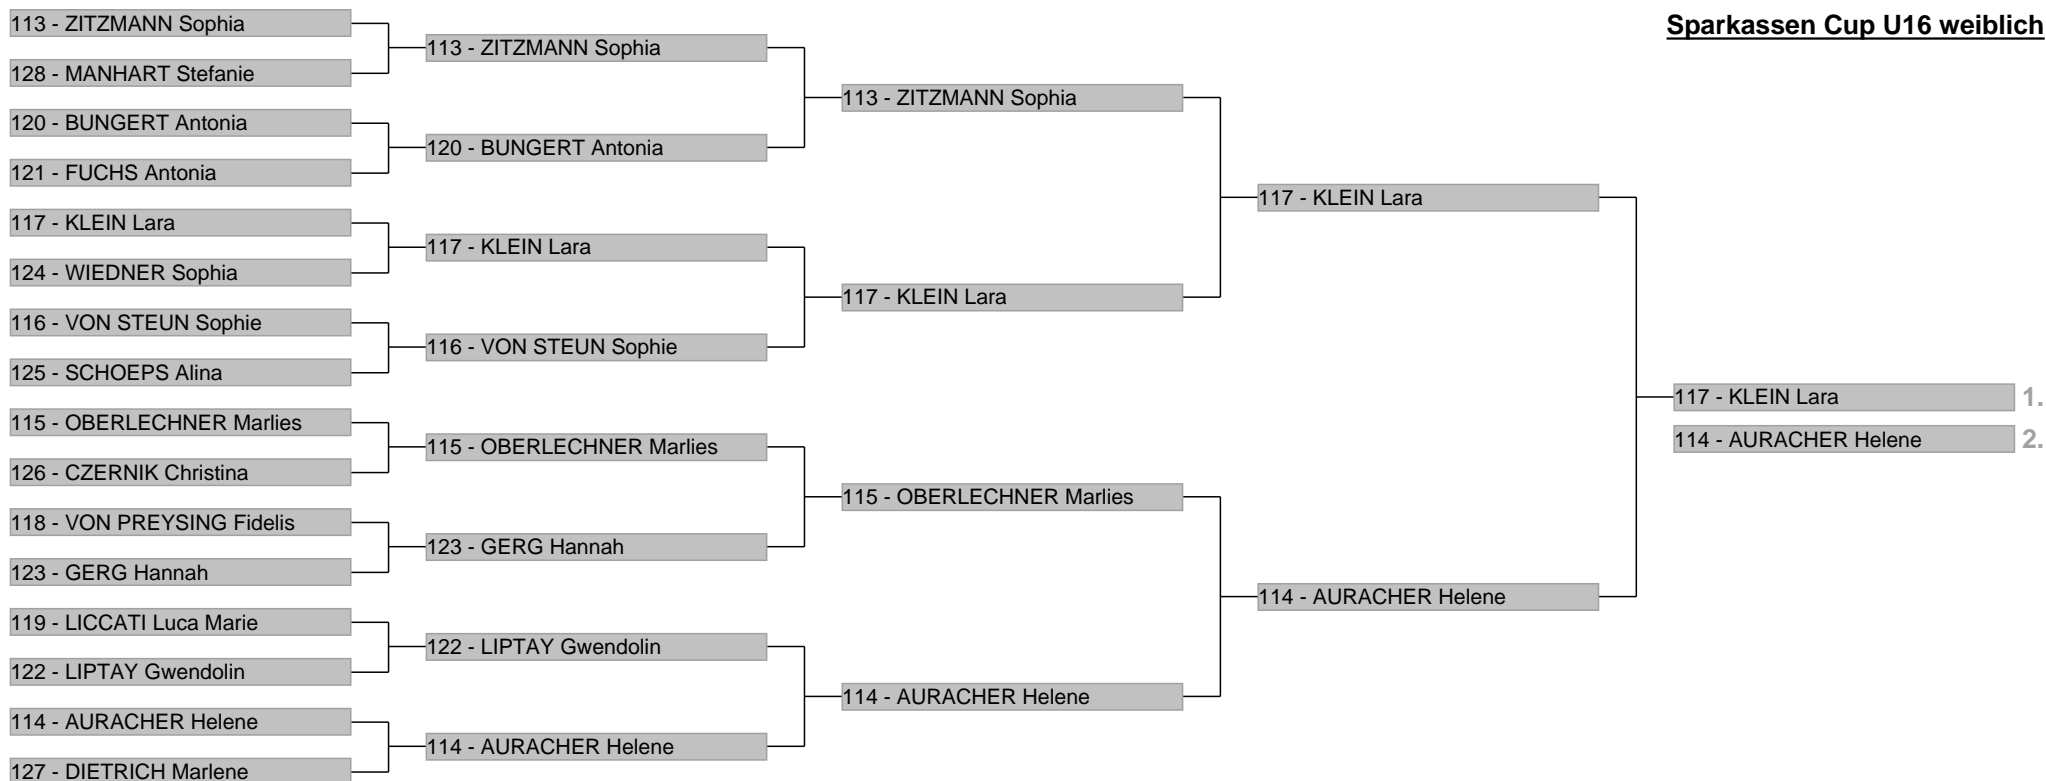 Sparkassen Cup U16 weiblich
113 - ZITZMANN Sophia
128 - MANHART Stefanie
120 - BUNGERT Antonia
121 - FUCHS Antonia
117 - KLEIN Lara
124 - WIEDNER Sophia
116 - VON STEUN Sophie
125 - SCHOEPS Alina
115 - OBERLECHNER Marlies
126 - CZERNIK Christina
118 - VON PREYSING Fidelis
123 - GERG Hannah
119 - LICCATI Luca Marie
122 - LIPTAY Gwendolin
114 - AURACHER Helene
127 - DIETRICH Marlene
113 - ZITZMANN Sophia
120 - BUNGERT Antonia
117 - KLEIN Lara
116 - VON STEUN Sophie
115 - OBERLECHNER Marlies
123 - GERG Hannah
122 - LIPTAY Gwendolin
114 - AURACHER Helene
113 - ZITZMANN Sophia
117 - KLEIN Lara
115 - OBERLECHNER Marlies
114 - AURACHER Helene
117 - KLEIN Lara
114 - AURACHER Helene
117 - KLEIN Lara 1.
114 - AURACHER Helene 2.